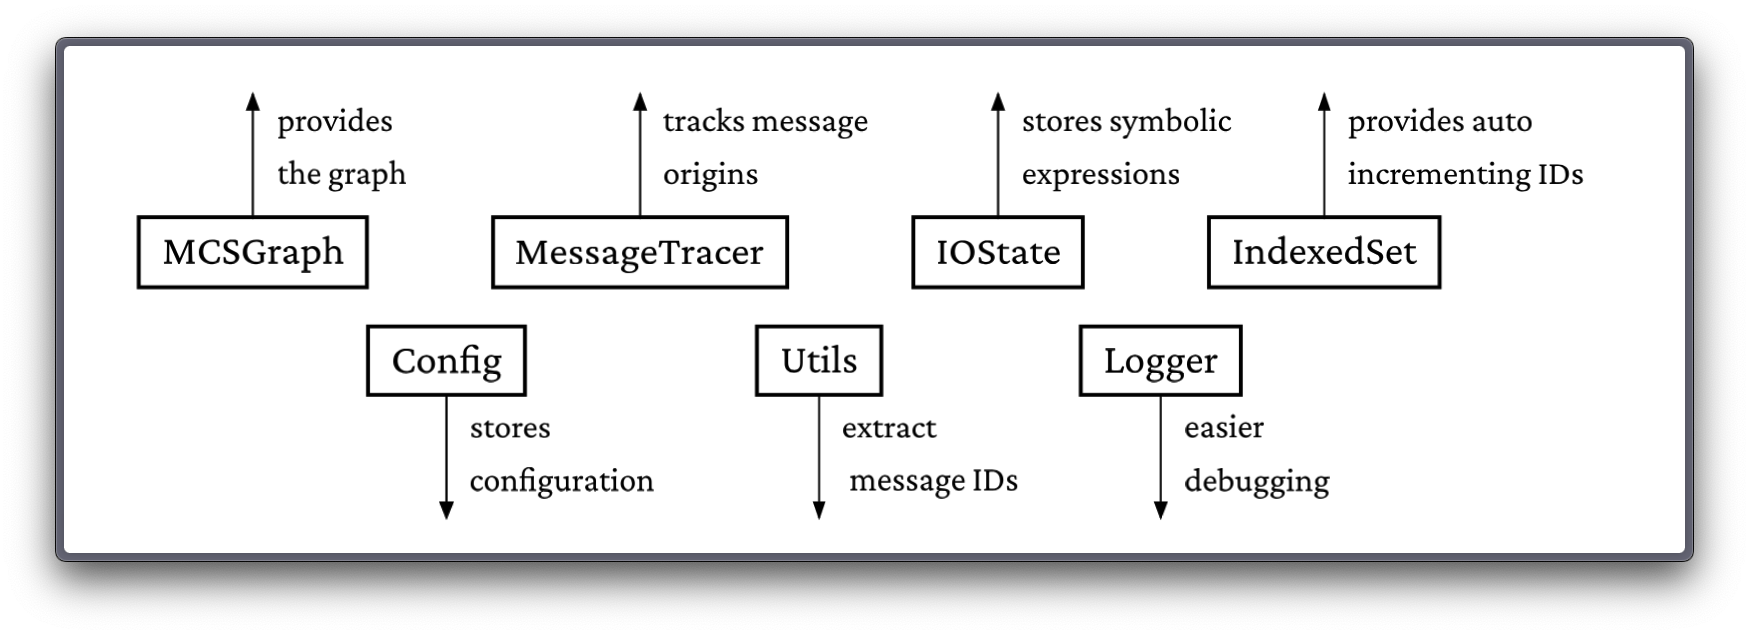 provides
the graph
tracks message
origins
stores symbolic
expressions
provides auto
incrementing IDs
MCSGraph
MessageTracer
IOState
IndexedSet
Config
Utils
Logger
stores
configuration
extract
message IDs
easier
debugging